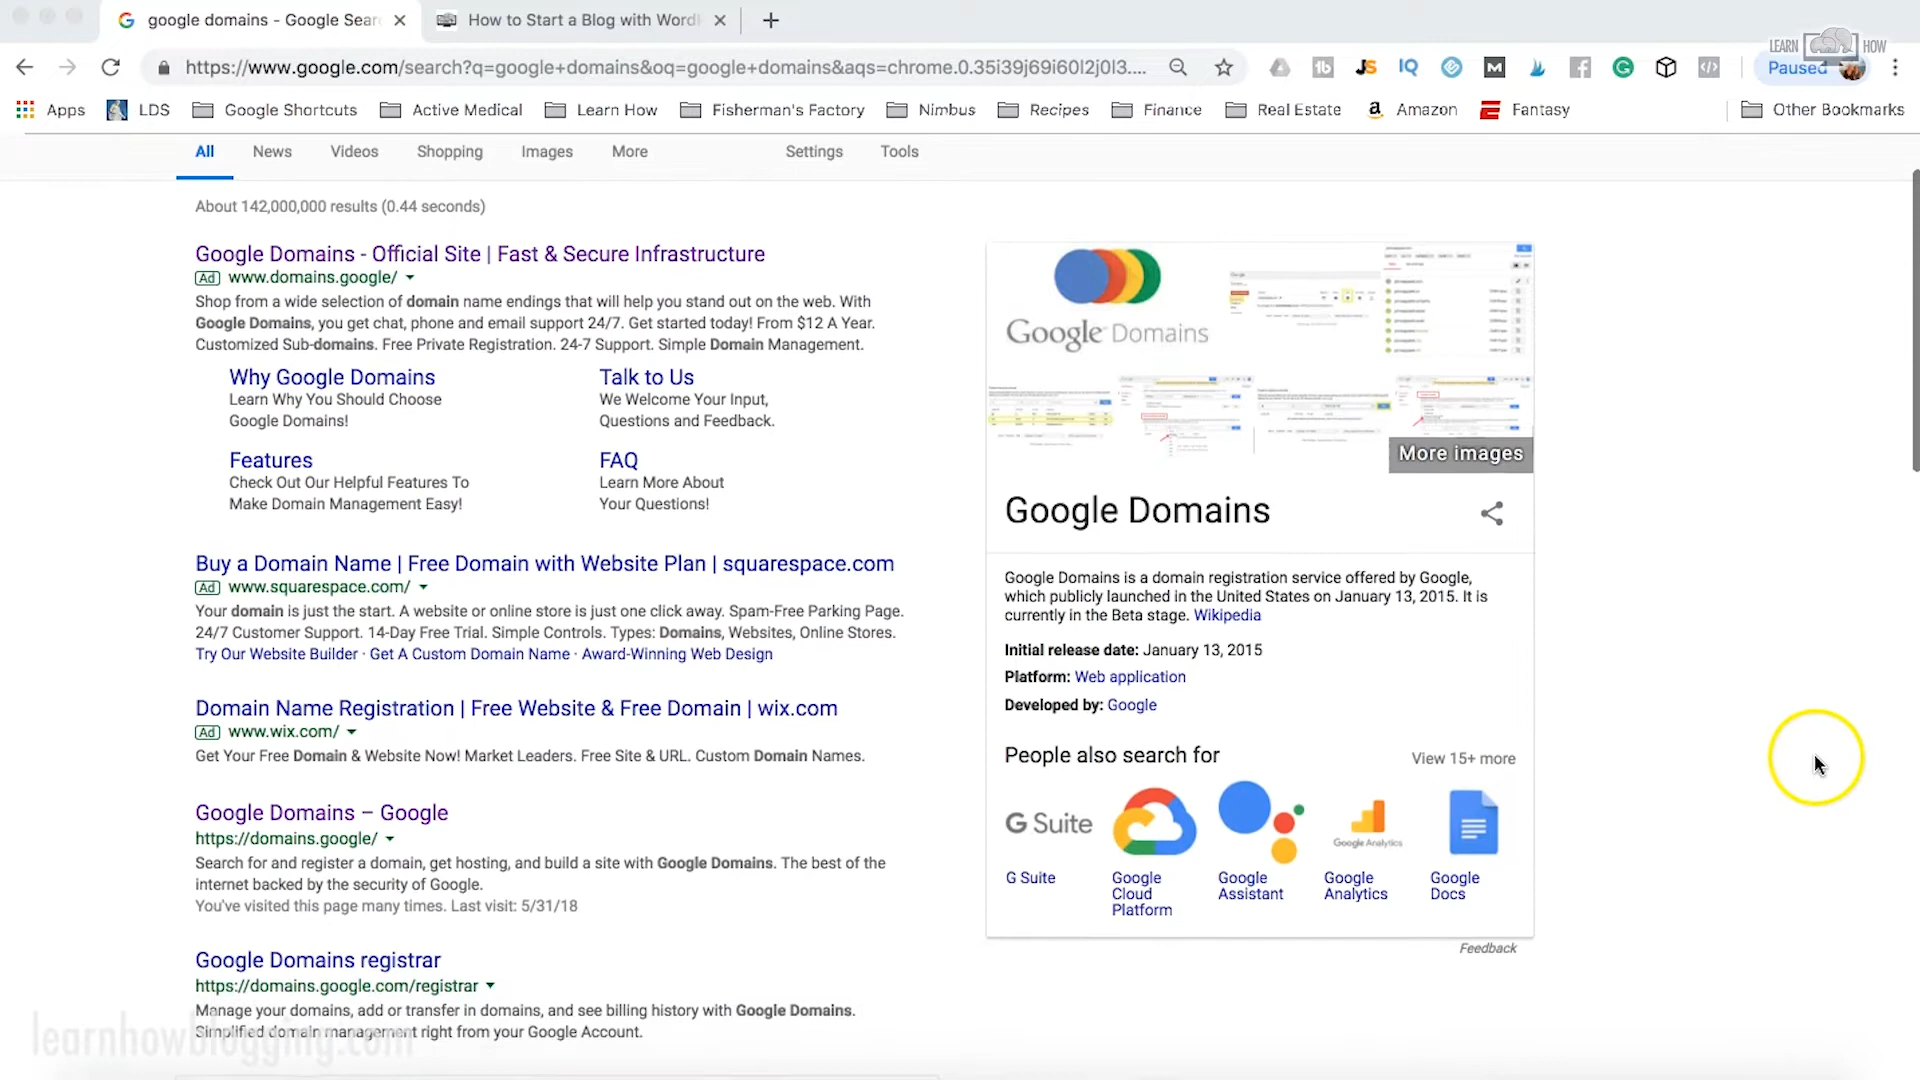 google domains - Google Sear
How to Start a Blog with Word
LEARN HOW
https://www.google.com/search?q=google+domains&oq=google+domains&aqs=chrome.0.35i39j69i60l2j0l3....
Paused
Apps
LDS
Google Shortcuts
Active Medical
Learn How
Fisherman's Factory
Nimbus
Recipes
Finance
Real Estate
Amazon
Fantasy
Other Bookmarks
All
News
Videos
Shopping
Images
More
Settings
Tools
About 142,000,000 results (0.44 seconds)
Google Domains - Official Site | Fast & Secure Infrastructure
Ad www.domains.google/
Shop from a wide selection of domain name endings that will help you stand out on the web. With
Google Domains, you get chat, phone and email support 24/7. Get started today! From $12 A Year.
Customized Sub-domains. Free Private Registration. 24-7 Support. Simple Domain Management.
Why Google Domains
Learn Why You Should Choose
Google Domains!
Talk to Us
We Welcome Your Input,
Questions and Feedback.
Features
Check Out Our Helpful Features To
Make Domain Management Easy!
FAQ
Learn More About
Your Questions!
Buy a Domain Name | Free Domain with Website Plan | squarespace.com
Ad www.squarespace.com/
Your domain is just the start. A website or online store is just one click away. Spam-Free Parking Page.
24/7 Customer Support. 14-Day Free Trial. Simple Controls. Types: Domains, Websites, Online Stores.
Try Our Website Builder · Get A Custom Domain Name · Award-Winning Web Design
Domain Name Registration | Free Website & Free Domain | wix.com
Ad www.wix.com/
Get Your Free Domain & Website Now! Market Leaders. Free Site & URL. Custom Domain Names.
Google Domains – Google
https://domains.google/
Search for and register a domain, get hosting, and build a site with Google Domains. The best of the
internet backed by the security of Google.
You've visited this page many times. Last visit: 5/31/18
Google Domains registrar
https://domains.google.com/registrar
Manage your domains, add or transfer in domains, and see billing history with Google Domains.
Simplified domain management right from your Google Account.
learnhowblogging.com
Google Domains
More images
Google Domains
Google Domains is a domain registration service offered by Google,
which publicly launched in the United States on January 13, 2015. It is
currently in the Beta stage. Wikipedia
Initial release date: January 13, 2015
Platform: Web application
Developed by: Google
People also search for
View 15+ more
G Suite
Google Analytics
G Suite
Google
Cloud
Platform
Google
Assistant
Google
Analytics
Google
Docs
Feedback